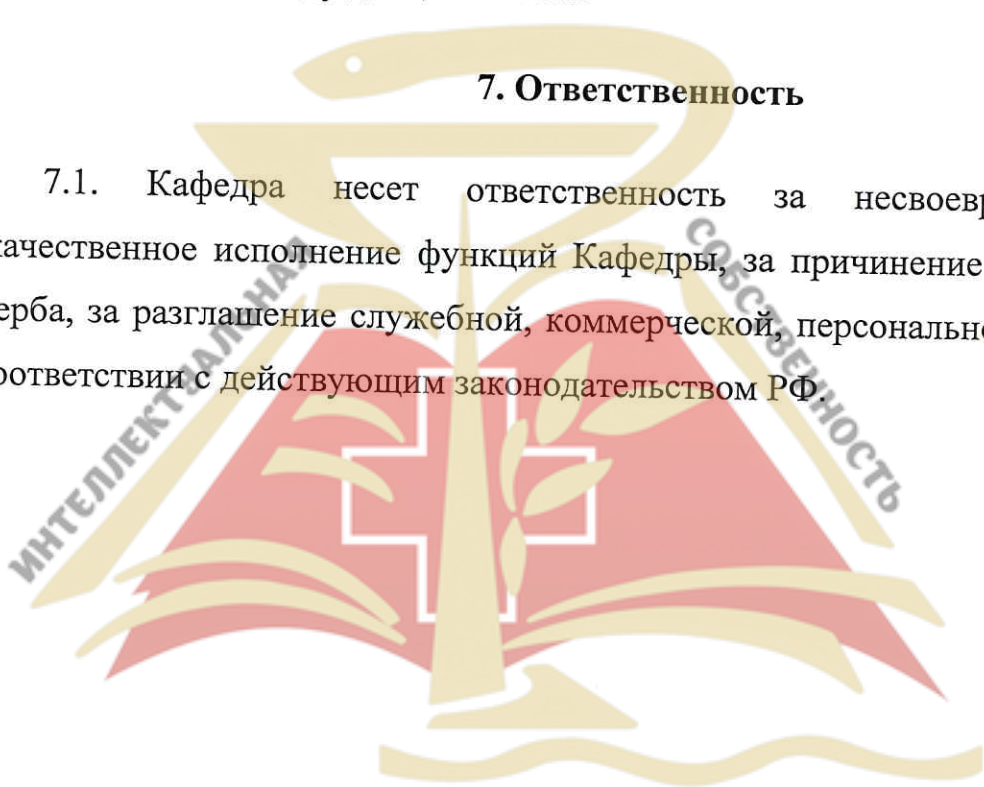 7. Ответственность
7.1. Кафедра несет ответственность за несвоевр
качественное исполнение функций Кафедры, за причинение
ерба, за разглашение служебной, коммерческой, персонально
оответствии с действующим законодательством РФ.
ИНТЕЛЛЕКТУАЛЬНАЯ
СОБСТВЕННОСТЬ